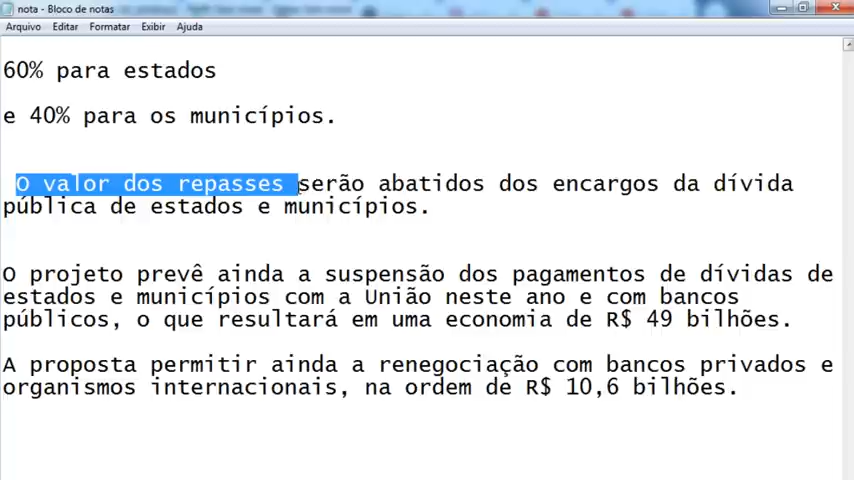 nota - Bloco de notas
Arquivo Editar Formatar Exibir Ajuda
60% para estados
e 40% para os municípios.
O valor dos repasses serão abatidos dos encargos da dívida
pública de estados e municípios.
O projeto prevê ainda a suspensão dos pagamentos de dívidas de
estados e municípios com a União neste ano e com bancos
públicos, o que resultará em uma economia de R$ 49 bilhões.
A proposta permitir ainda a renegociação com bancos privados e
organismos internacionais, na ordem de R$ 10,6 bilhões.